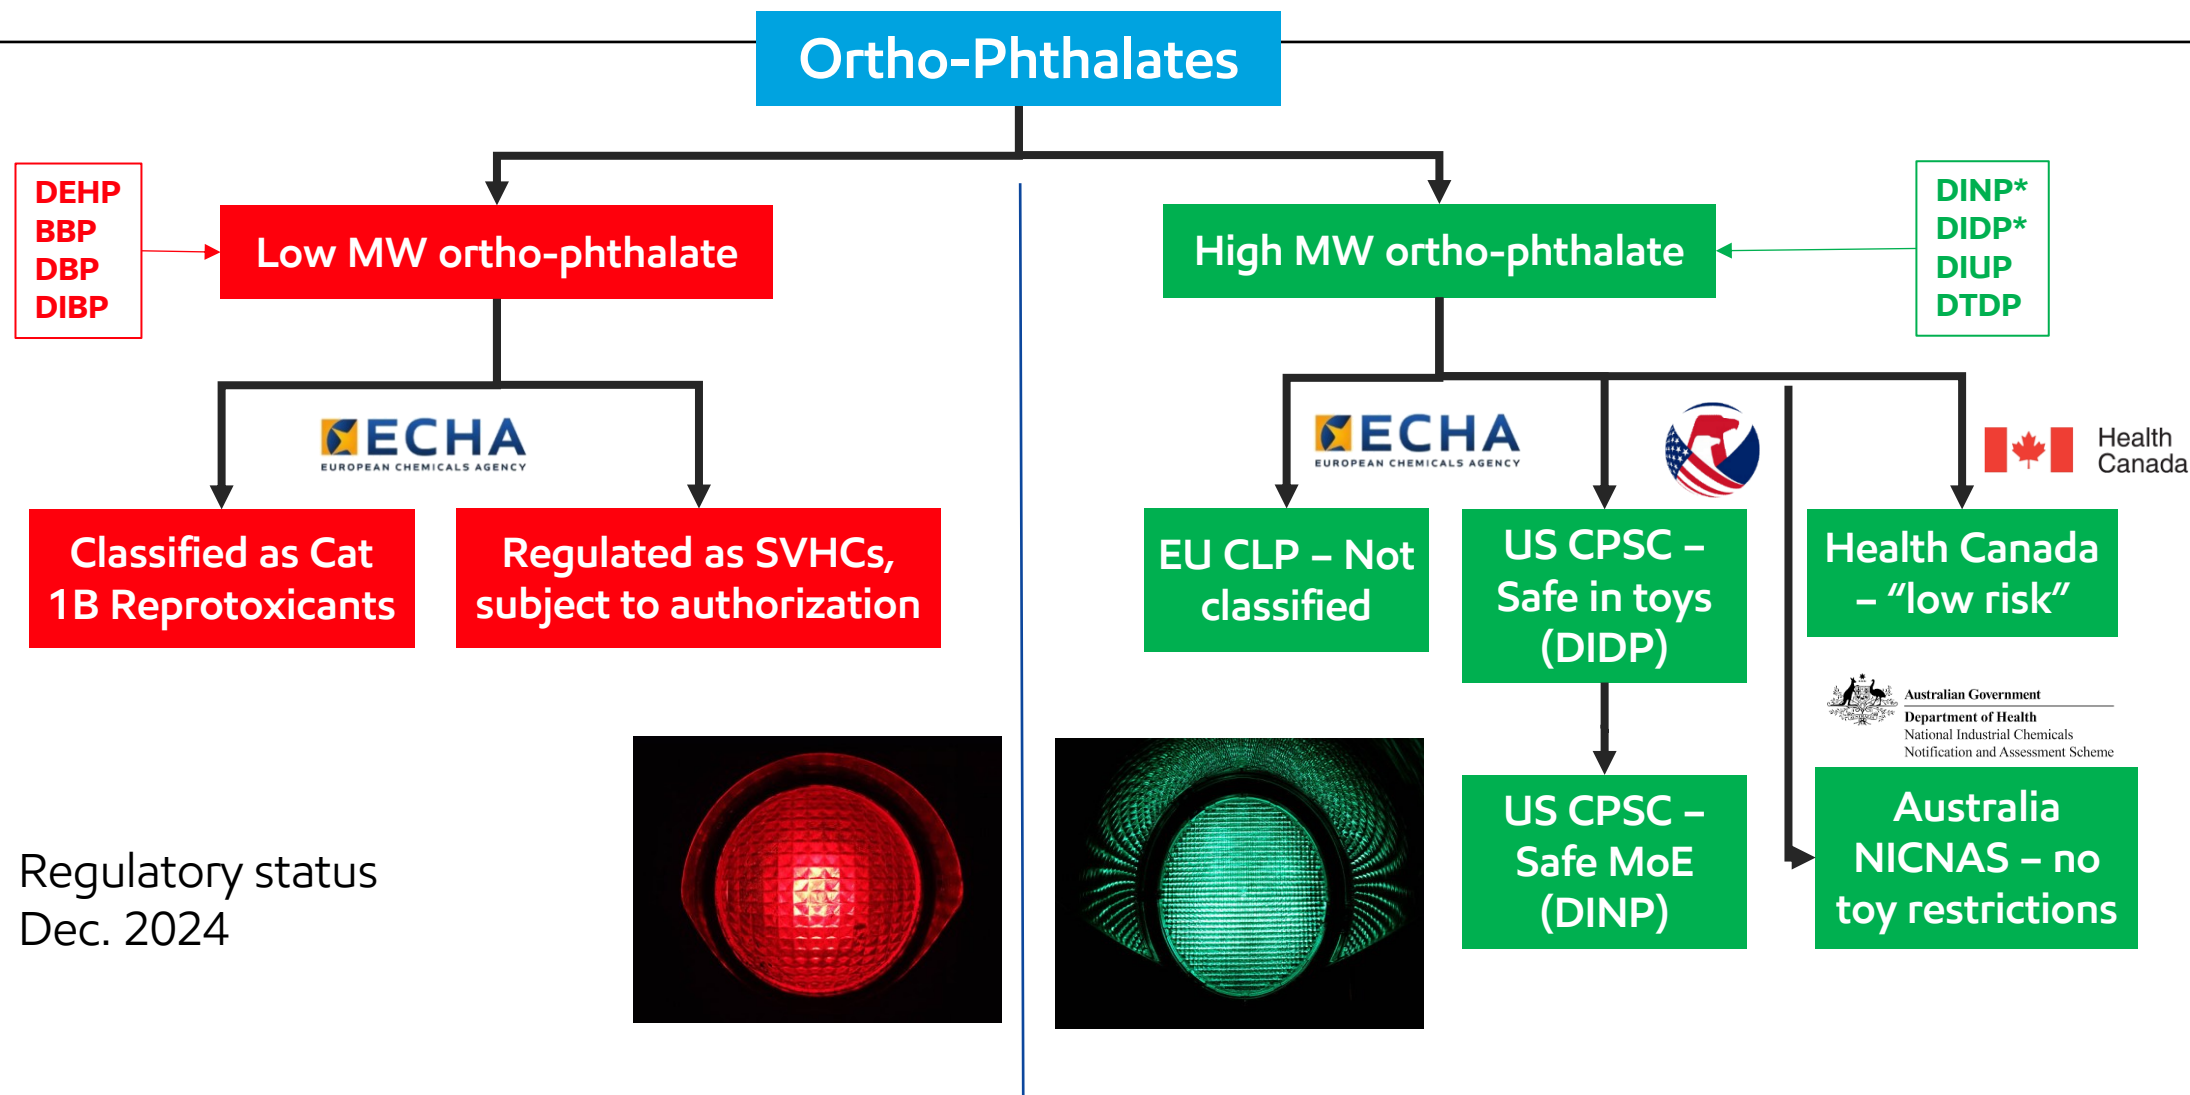 Ortho-Phthalates
DEHP
BBP
DBP
DIBP
Low MW ortho-phthalate
High MW ortho-phthalate
DINP*
DIDP*
DIUP
DTDP
ECHA
EUROPEAN CHEMICALS AGENCY
ECHA
EUROPEAN CHEMICALS AGENCY
Health
Canada
Classified as Cat
1B Reprotoxicants
Regulated as SVHCs,
subject to authorization
EU CLP – Not
classified
US CPSC –
Safe in toys
(DIDP)
Health Canada
– “low risk”
Australian Government
Department of Health
National Industrial Chemicals
Notification and Assessment Scheme
US CPSC –
Safe MoE
(DINP)
Australia
NICNAS – no
toy restrictions
Regulatory status
Dec. 2024